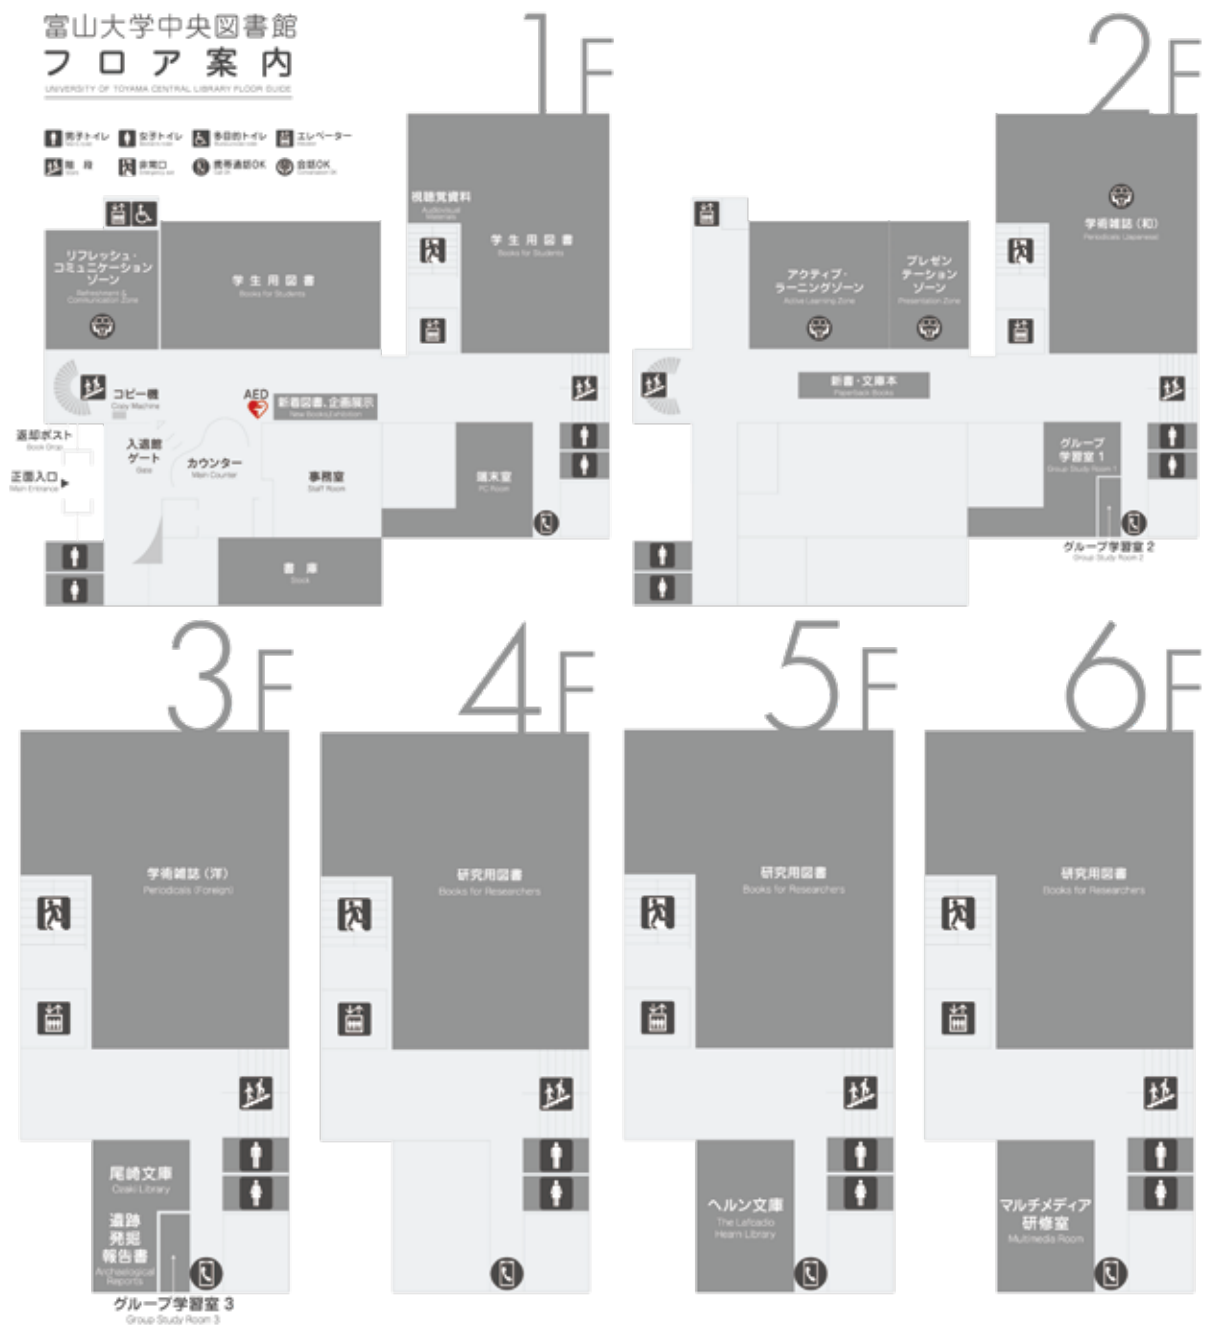 富山大学中央図書館
フロア案内
UNIVERSITY OF TOYAMA CENTRAL LIBRARY FLOOR GUIDE
男子トイレ
女子トイレ
多目的トイレ
エレベーター
階段
非常口
携帯通話OK
会話OK
1F
視聴覚資料
Audiovisual
Materials
学生用図書
Books for Students
リフレッシュ・
コミュニケーション
ゾーン
Refreshment &
Communication Zone
学生用図書
Books for Students
コピー機
Copy Machine
AED
新着図書、企画展示
New Books,Exhibition
返却ポスト
Book Drop
正面入口
Main Entrance
入退館
ゲート
Gate
カウンター
Main Counter
事務室
Staff Room
端末室
PC Room
書庫
Stack
2F
学術雑誌（和）
Periodicals (Japanese)
アクティブ・
ラーニングゾーン
Active Learning Zone
プレゼン
テーション
ゾーン
Presentation Zone
新書・文庫本
Paperback Books
グループ
学習室 1
Group Study Room 1
グループ学習室 2
Group Study Room 2
3F
学術雑誌（洋）
Periodicals (Foreign)
尾崎文庫
Ozaki Library
遺跡
発掘
報告書
Archaeological
Reports
グループ学習室 3
Group Study Room 3
4F
研究用図書
Books for Researchers
5F
研究用図書
Books for Researchers
ヘルン文庫
The Lafcadio
Hearn Library
6F
研究用図書
Books for Researchers
マルチメディア
研修室
Multimedia Room